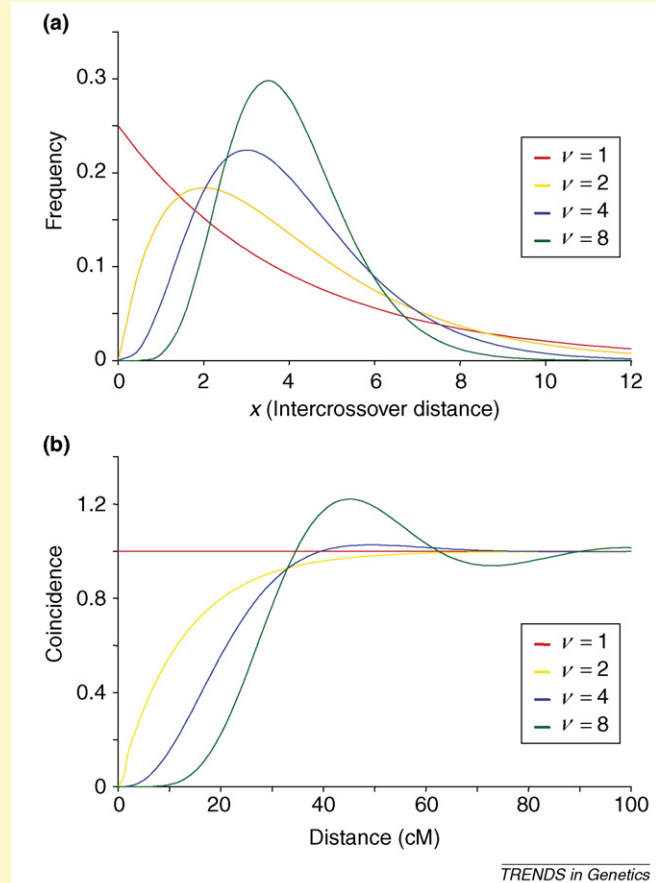 (a)
0.3
0.2
0.1
0
Frequency
ν = 1
ν = 2
ν = 4
ν = 8
0 2 4 6 8 10 12
x (Intercrossover distance)
(b)
1.2
0.8
0.4
0
Coincidence
ν = 1
ν = 2
ν = 4
ν = 8
0 20 40 60 80 100
Distance (cM)
TRENDS in Genetics